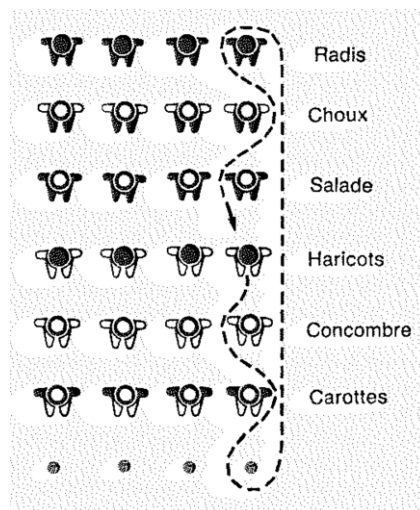 Radis
Choux
Salade
Haricots
Concombre
Carottes